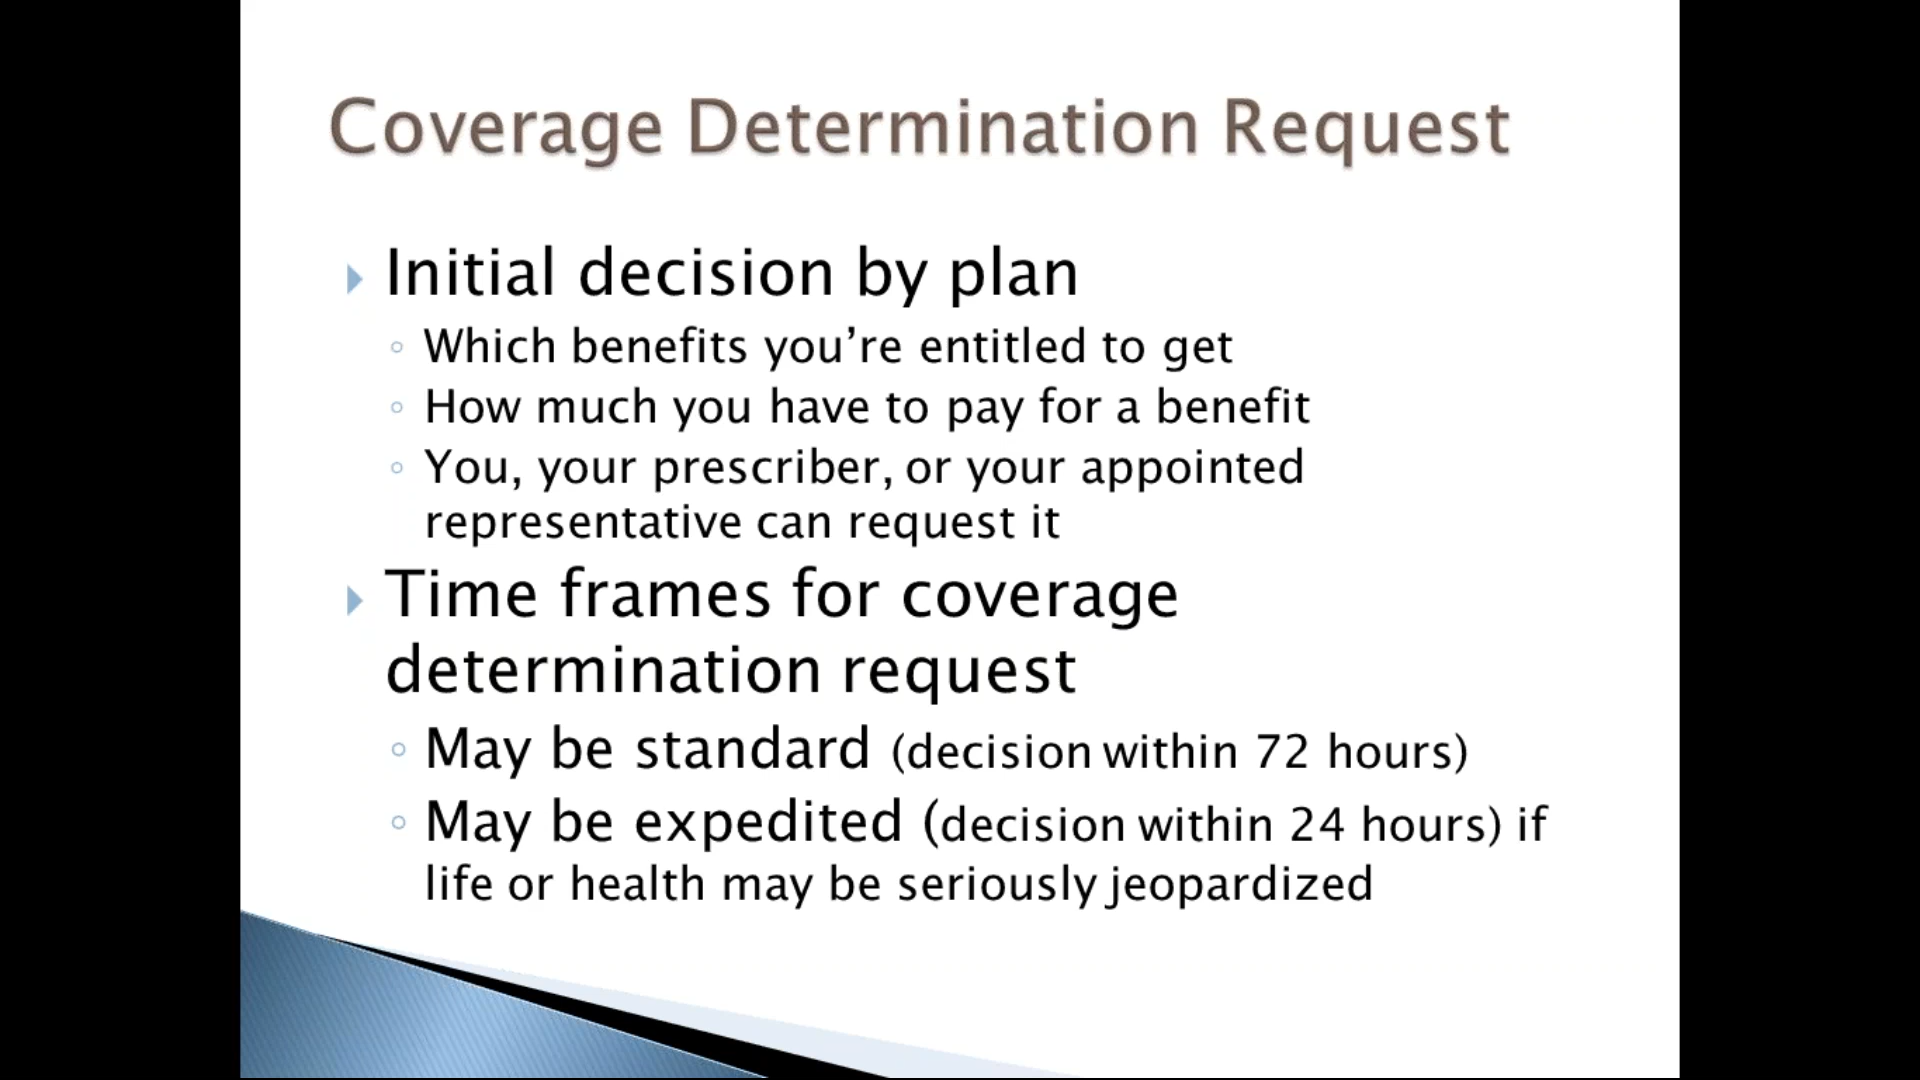 Coverage Determination Request
Initial decision by plan
Which benefits you’re entitled to get
How much you have to pay for a benefit
You, your prescriber, or your appointed
representative can request it
Time frames for coverage
determination request
May be standard (decision within 72 hours)
May be expedited (decision within 24 hours) if
life or health may be seriously jeopardized